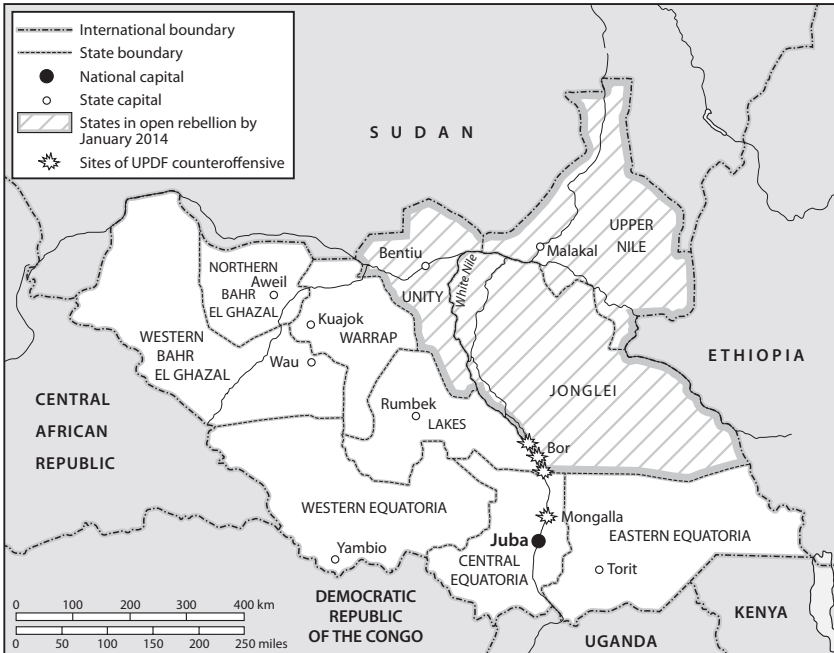 International boundary
State boundary
National capital
State capital
States in open rebellion by
January 2014
Sites of UPDF counteroffensive
SUDAN
UPPER
NILE
Malakal
Bentiu
White Nile
UNITY
NORTHERN
Aweil
BAHR
EL GHAZAL
Kuajok
WARRAP
WESTERN
BAHR
EL GHAZAL
Wau
ETHIOPIA
JONGLEI
CENTRAL
AFRICAN
REPUBLIC
Rumbek
LAKES
Bor
WESTERN EQUATORIA
Mongalla
EASTERN EQUATORIA
Juba
CENTRAL
EQUATORIA
Yambio
Torit
DEMOCRATIC
REPUBLIC
OF THE CONGO
KENYA
UGANDA
0 100 200 300 400 km
0 50 100 150 200 250 miles